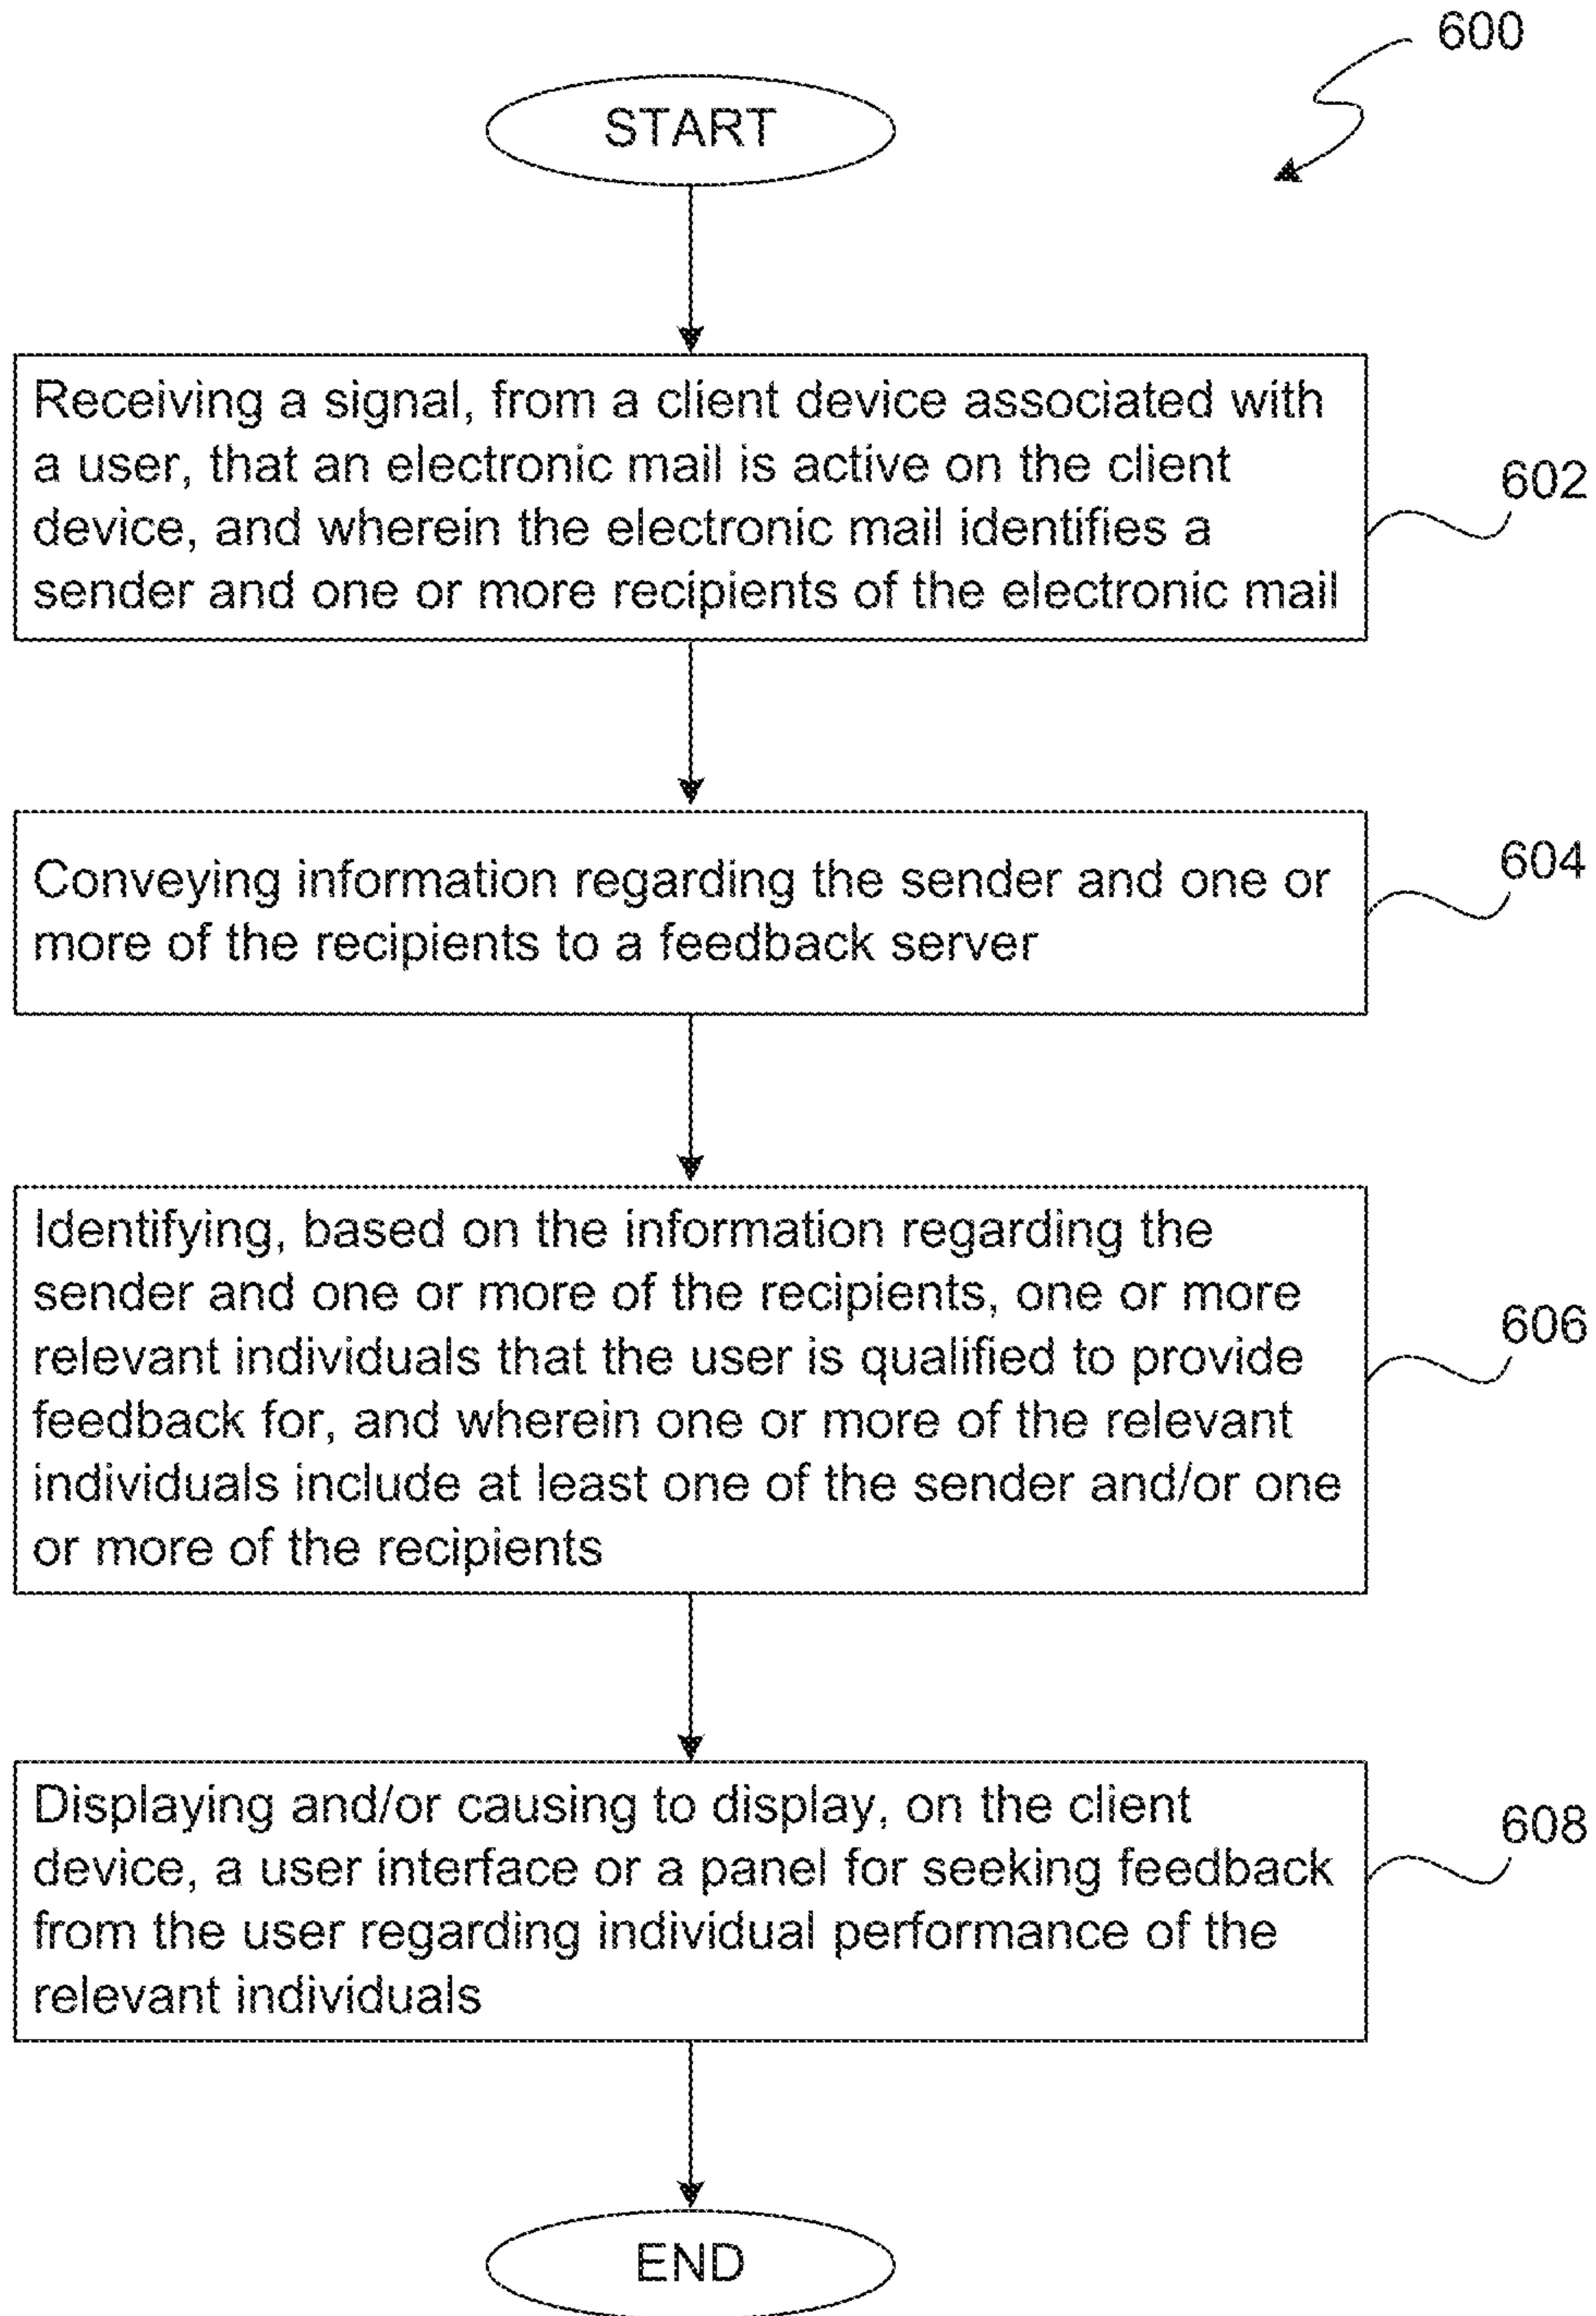 600
START
Receiving a signal, from a client device associated with
a user, that an electronic mail is active on the client
device, and wherein the electronic mail identifies a
sender and one or more recipients of the electronic mail
602
Conveying information regarding the sender and one or
more of the recipients to a feedback server
604
Identifying, based on the information regarding the
sender and one or more of the recipients, one or more
relevant individuals that the user is qualified to provide
feedback for, and wherein one or more of the relevant
individuals include at least one of the sender and/or one
or more of the recipients
606
Displaying and/or causing to display, on the client
device, a user interface or a panel for seeking feedback
from the user regarding individual performance of the
relevant individuals
608
END